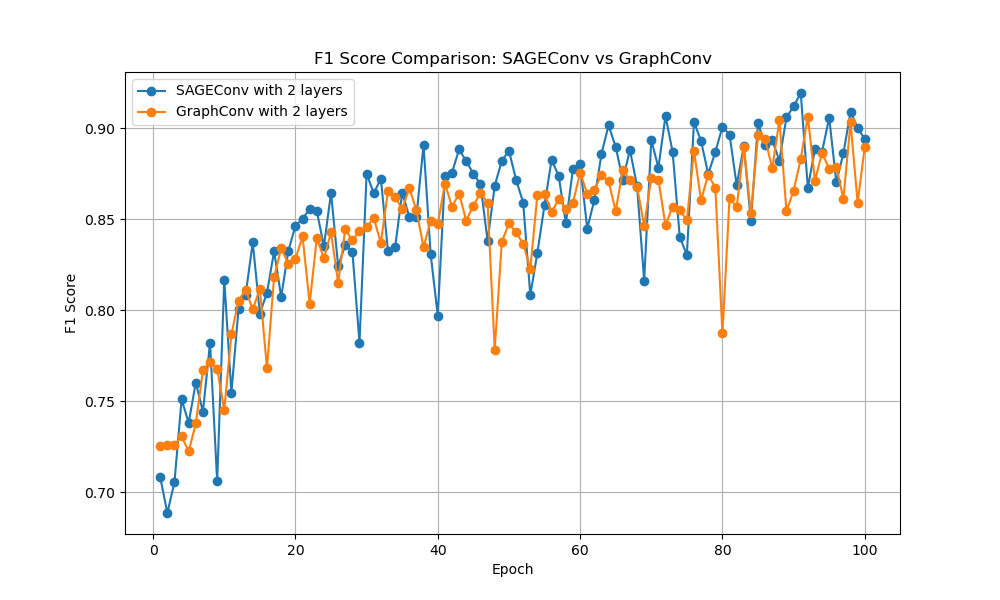 F1 Score Comparison: SAGEConv vs GraphConv
SAGEConv with 2 layers
GraphConv with 2 layers
F1 Score
0.90
0.85
0.80
0.75
0.70
0
20
40
60
80
100
Epoch